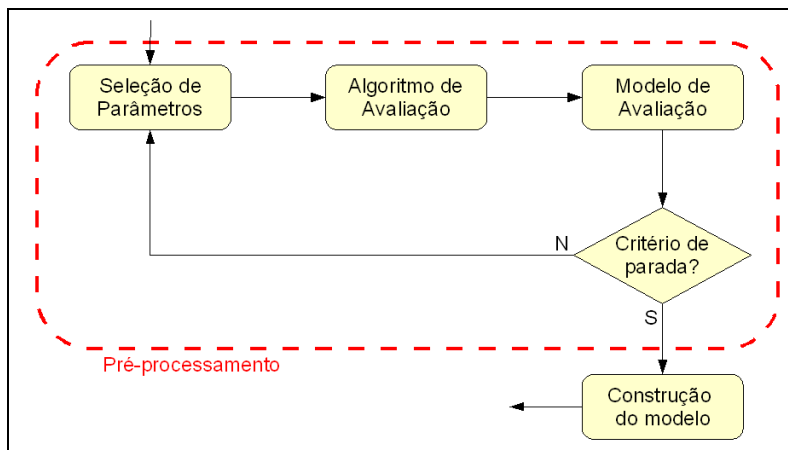 Seleção de
Parâmetros
Algoritmo de
Avaliação
Modelo de
Avaliação
Critério de
parada?
N
S
Pré-processamento
Construção
do modelo